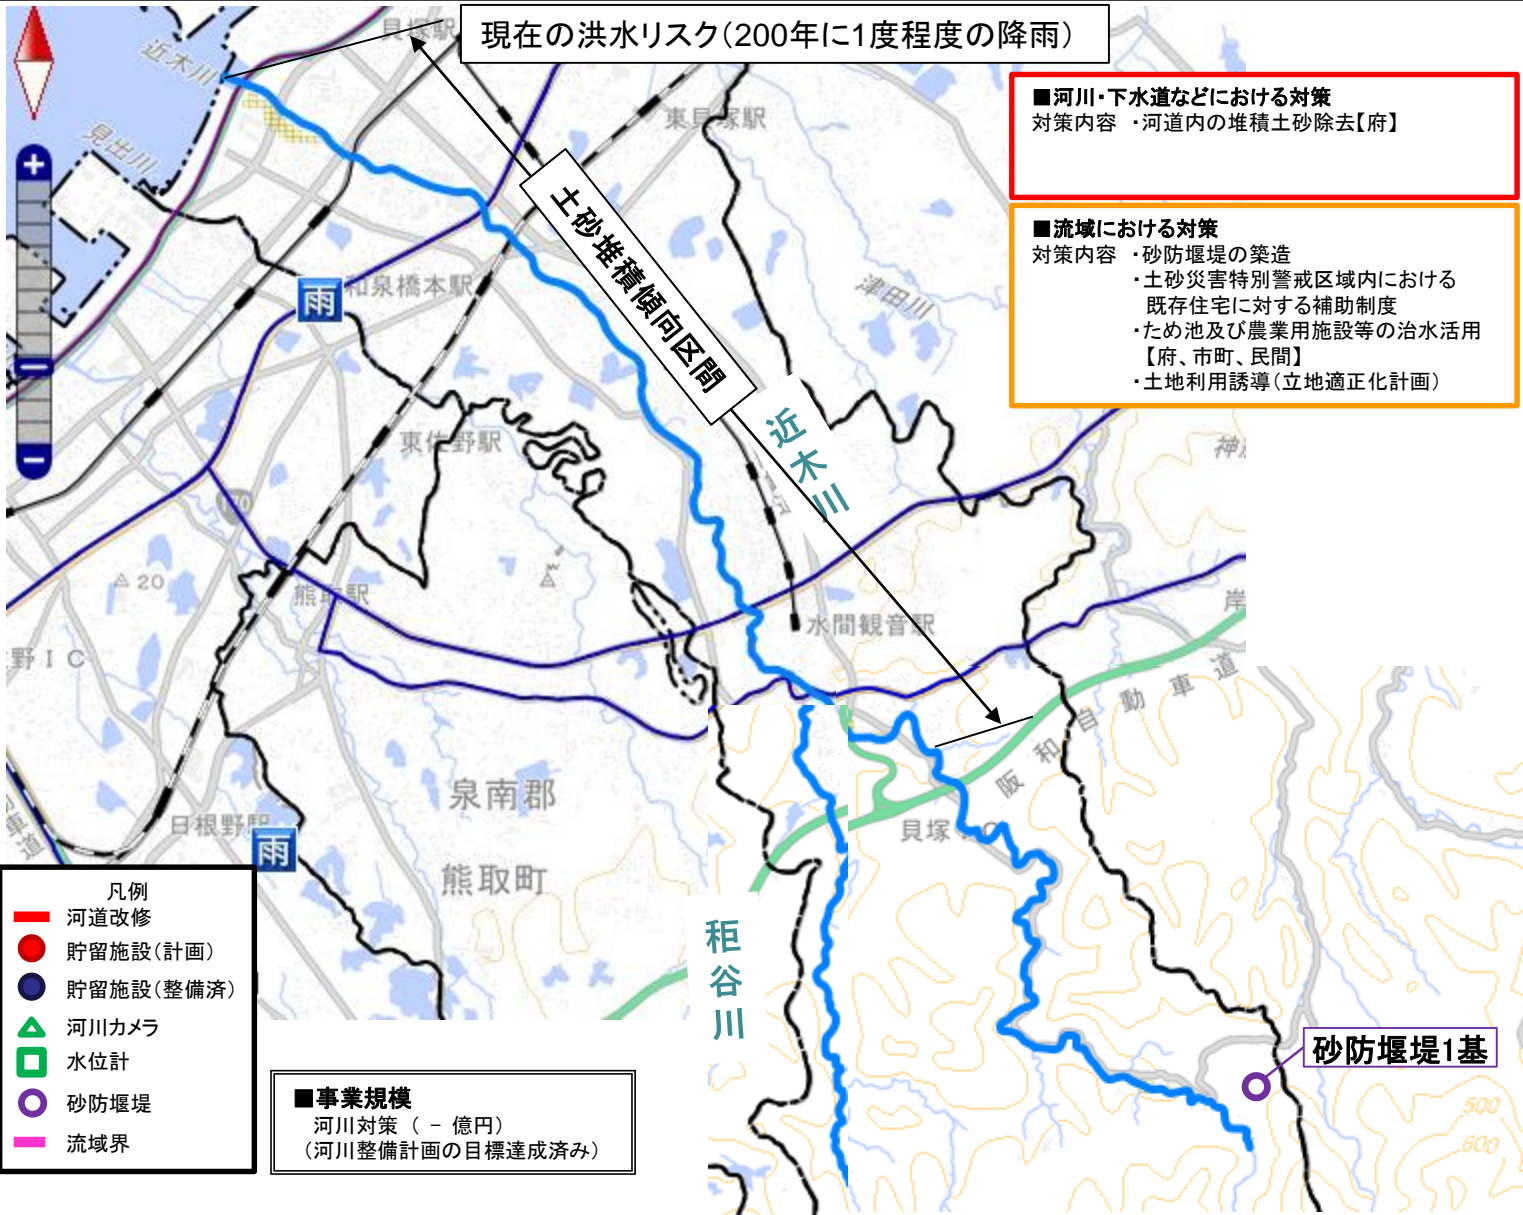 現在の洪水リスク(200年に1度程度の降雨)
貝塚駅
近木川
見出川
東貝塚駅
■河川・下水道などにおける対策
対策内容 ・河道内の堆積土砂除去【府】
■流域における対策
対策内容 ・砂防堰堤の築造
・土砂災害特別警戒区域内における
既存住宅に対する補助制度
・ため池及び農業用施設等の治水活用
【府、市町、民間】
・土地利用誘導(立地適正化計画)
土砂堆積傾向区間
雨
和泉橋本駅
津田川
東佐野駅
近木川
20
熊取駅
水間観音駅
岸
野IC
阪和自動車道
泉南郡
日根野駅
雨
貝塚IC
熊取町
秬谷川
凡例
河道改修
貯留施設(計画)
貯留施設(整備済)
河川カメラ
水位計
砂防堰堤
流域界
砂防堰堤1基
■事業規模
河川対策 ( - 億円)
(河川整備計画の目標達成済み)
500
600